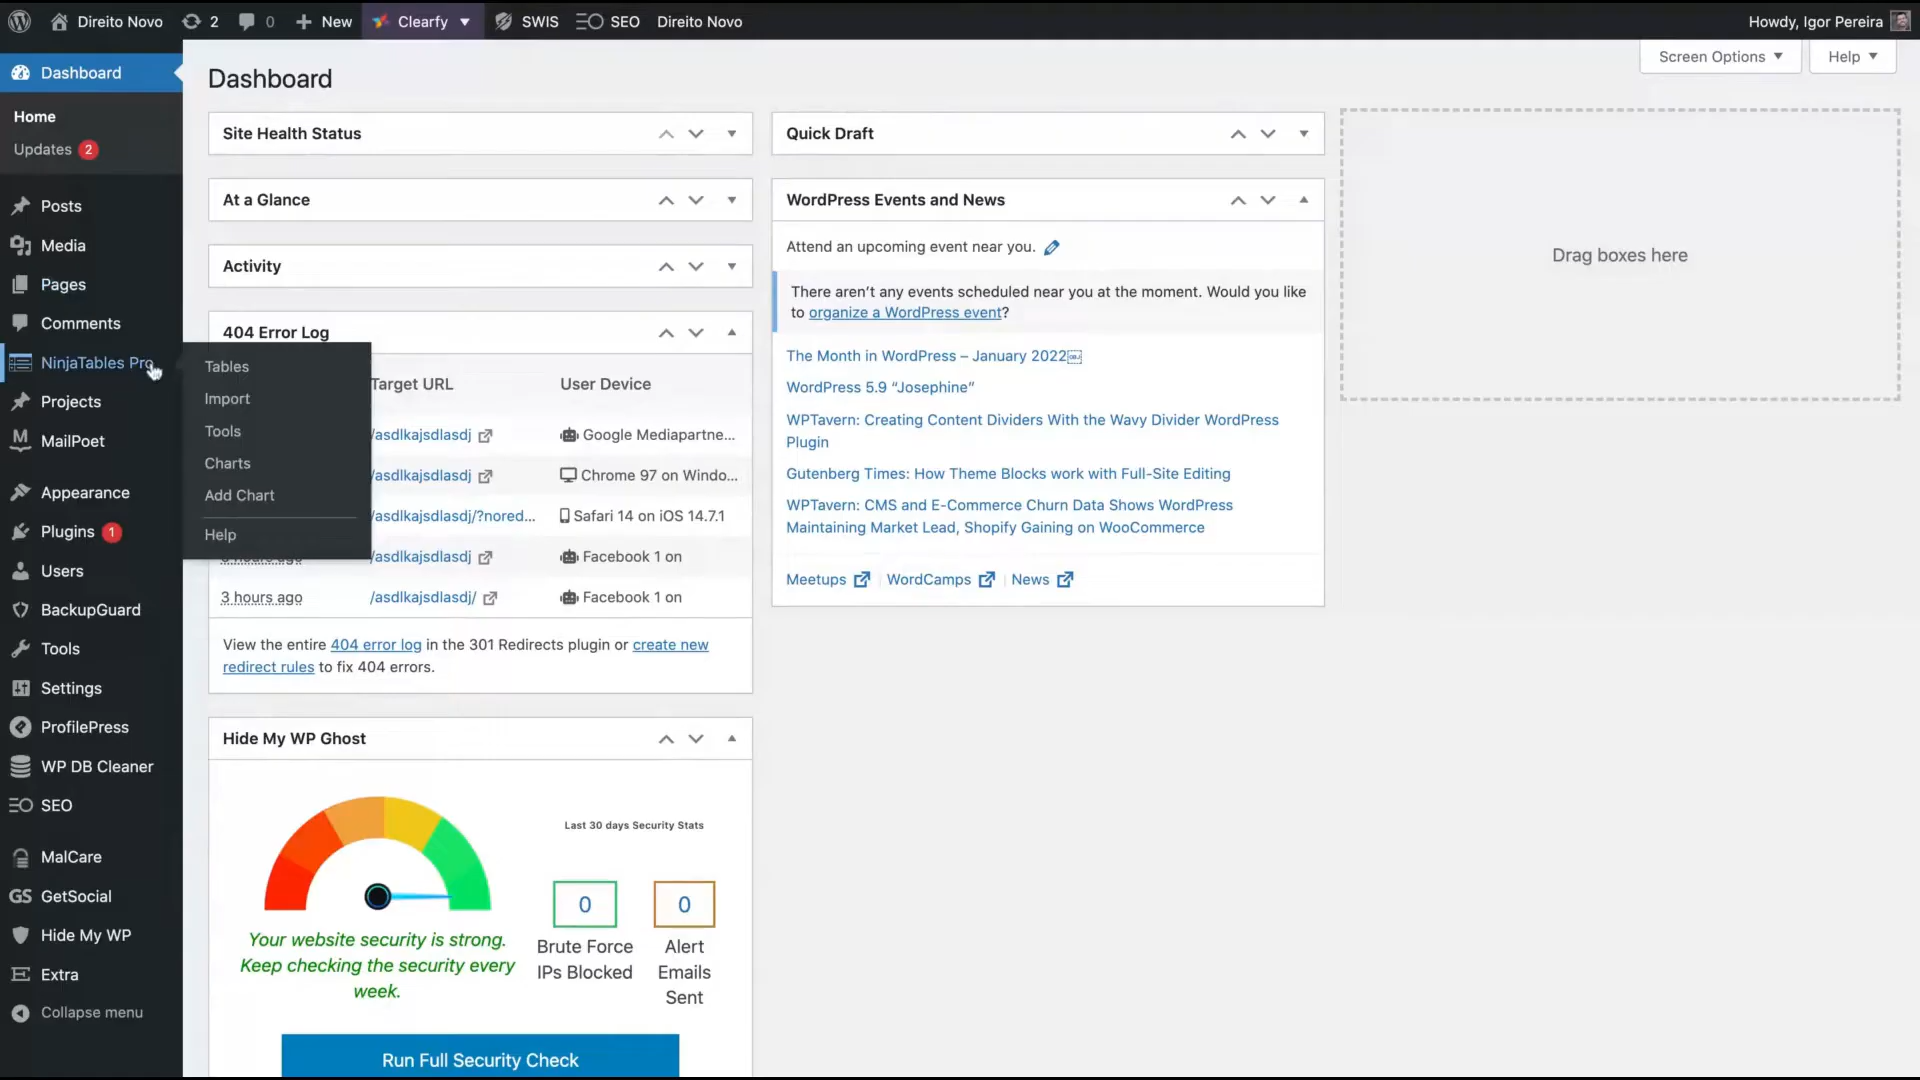 Direito Novo 2 0 New Clearfy SWIS SEO Direito Novo Howdy, Igor Pereira
Screen Options Help
Dashboard
Home
Updates 2
Posts
Media
Pages
Comments
NinjaTables Pro
Projects
MailPoet
Appearance
Plugins 1
Users
BackupGuard
Tools
Settings
ProfilePress
WP DB Cleaner
SEO
MalCare
GS GetSocial
Hide My WP
Extra
Collapse menu
Tables
Import
Tools
Charts
Add Chart
Help
Dashboard
Site Health Status
At a Glance
Activity
404 Error Log
Target URL User Device
/asdlkajsdlasdj Google Mediapartne...
/asdlkajsdlasdj Chrome 97 on Windo...
/asdlkajsdlasdj/?nored... Safari 14 on iOS 14.7.1
/asdlkajsdlasdj Facebook 1 on
3 hours ago /asdlkajsdlasdj/ Facebook 1 on
View the entire 404 error log in the 301 Redirects plugin or create new
redirect rules to fix 404 errors.
Hide My WP Ghost
Last 30 days Security Stats
0 0
Brute Force
IPs Blocked
Alert
Emails
Sent
Your website security is strong.
Keep checking the security every
week.
Run Full Security Check
Quick Draft
WordPress Events and News
Attend an upcoming event near you.
There aren’t any events scheduled near you at the moment. Would you like
to organize a WordPress event?
The Month in WordPress – January 2022
WordPress 5.9 “Josephine”
WPTavern: Creating Content Dividers With the Wavy Divider WordPress
Plugin
Gutenberg Times: How Theme Blocks work with Full-Site Editing
WPTavern: CMS and E-Commerce Churn Data Shows WordPress
Maintaining Market Lead, Shopify Gaining on WooCommerce
Meetups | WordCamps | News
Drag boxes here